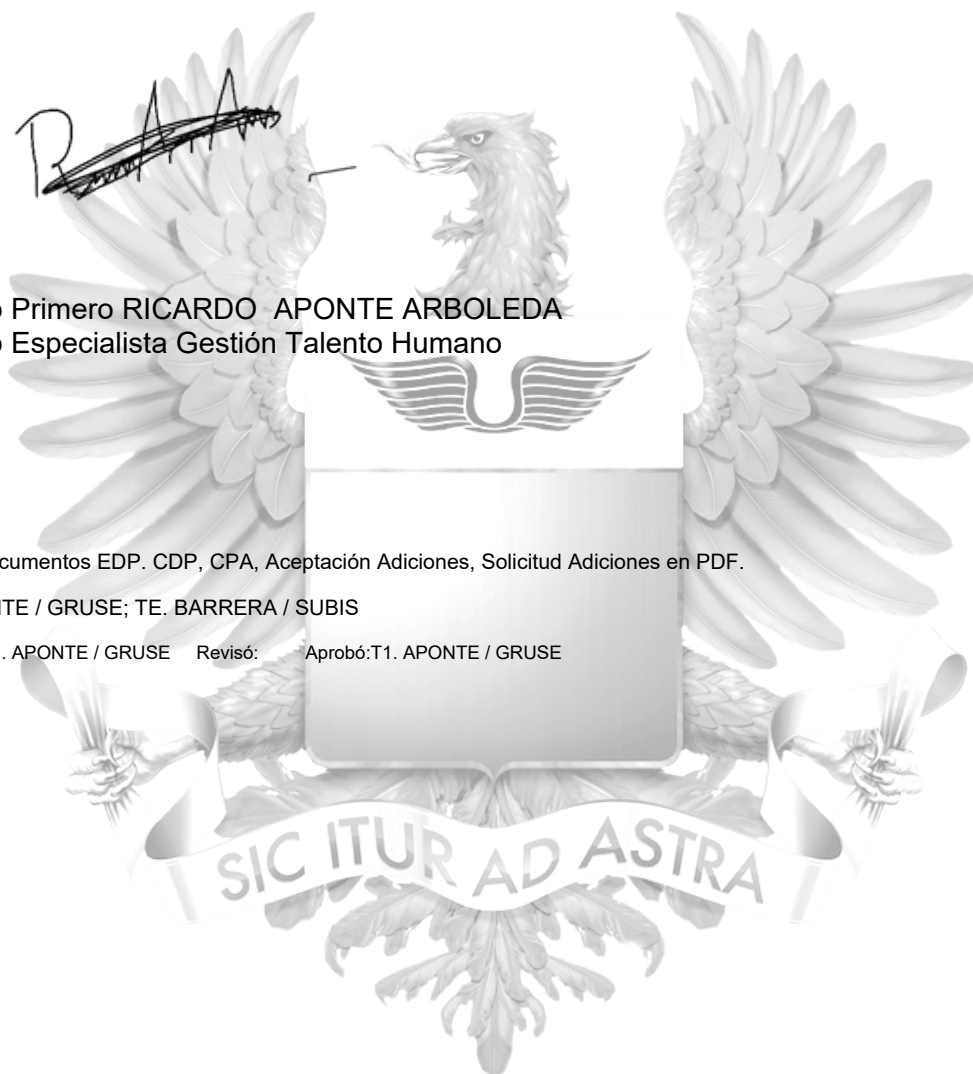 o Primero RICARDO  APONTE ARBOLEDA
o Especialista Gestión Talento Humano
cumentos EDP. CDP, CPA, Aceptación Adiciones, Solicitud Adiciones en PDF.
NTE / GRUSE; TE. BARRERA / SUBIS
. APONTE / GRUSE    Revisó:        Aprobó:T1. APONTE / GRUSE
SIC ITUR AD ASTRA